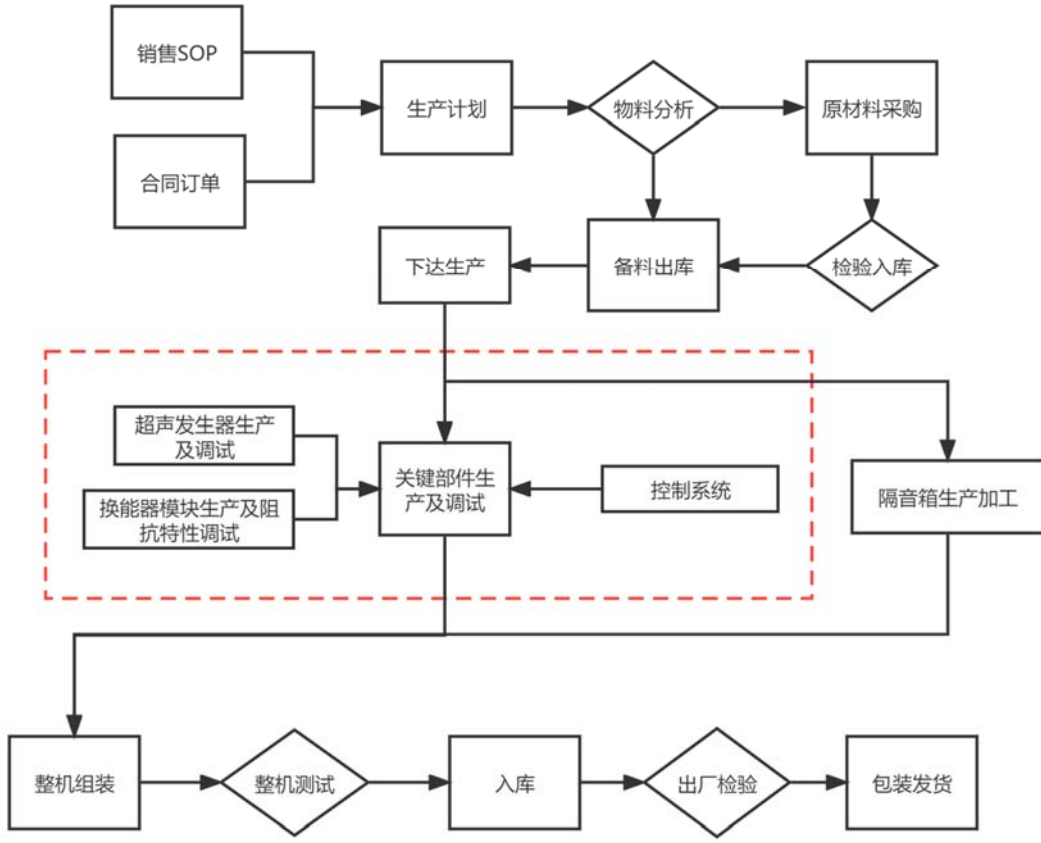 销售SOP
合同订单
生产计划
物料分析
原材料采购
下达生产
备料出库
检验入库
超声发生器生产
及调试
换能器模块生产及阻
抗特性调试
关键部件生
产及调试
控制系统
隔音箱生产加工
整机组装
整机测试
入库
出厂检验
包装发货